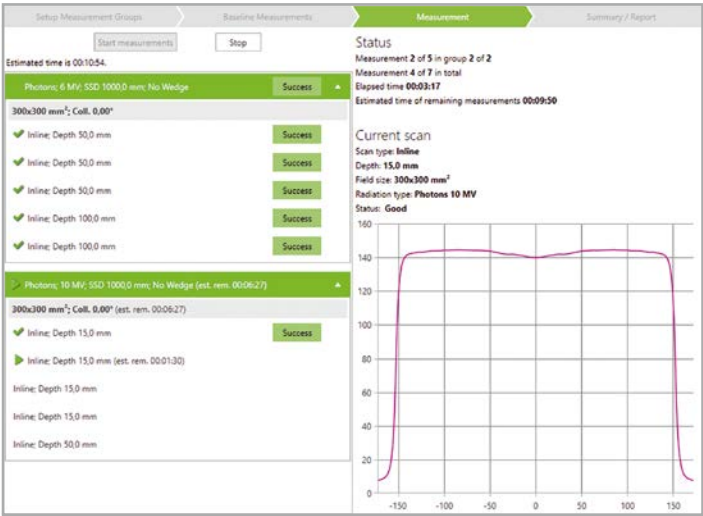 Setup Measurement Groups
Baseline Measurements
Measurement
Summary / Report
Start measurements
Stop
Estimated time is 00:10:54.
Photons; 6 MV; SSD 1000,0 mm; No Wedge
Success
300x300 mm²; Coll. 0,00°
Inline; Depth 50,0 mm
Success
Inline; Depth 50,0 mm
Success
Inline; Depth 50,0 mm
Success
Inline; Depth 100,0 mm
Success
Inline; Depth 100,0 mm
Success
Photons; 10 MV; SSD 1000,0 mm; No Wedge (est. rem. 00:06:27)
300x300 mm²; Coll. 0,00° (est. rem. 00:06:27)
Inline; Depth 15,0 mm
Success
Inline; Depth 15,0 mm (est. rem. 00:01:30)
Inline; Depth 15,0 mm
Inline; Depth 15,0 mm
Inline; Depth 50,0 mm
Status
Measurement 2 of 5 in group 2 of 2
Measurement 4 of 7 in total
Elapsed time 00:03:17
Estimated time of remaining measurements 00:09:50
Current scan
Scan type: Inline
Depth: 15,0 mm
Field size: 300x300 mm²
Radiation type: Photons 10 MV
Status: Good
160
140
120
100
80
60
40
20
0
-150
-100
-50
0
50
100
150